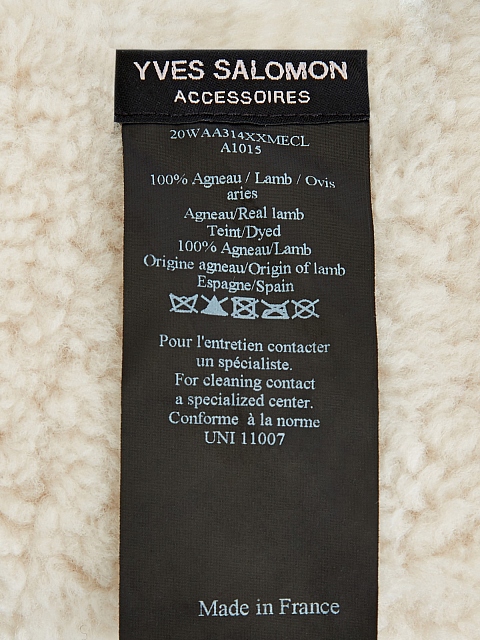 YVES SALOMON
ACCESSOIRES
20WAA314XXMECL
A1015
100% Agneau / Lamb / Ovis
aries
Agneau/Real lamb
Teint/Dyed
100% Agneau/Lamb
Origine agneau/Origin of lamb
Espagne/Spain
Pour l'entretien contacter
un spécialiste.
For cleaning contact
a specialized center.
Conforme à la norme
UNI 11007
Made in France